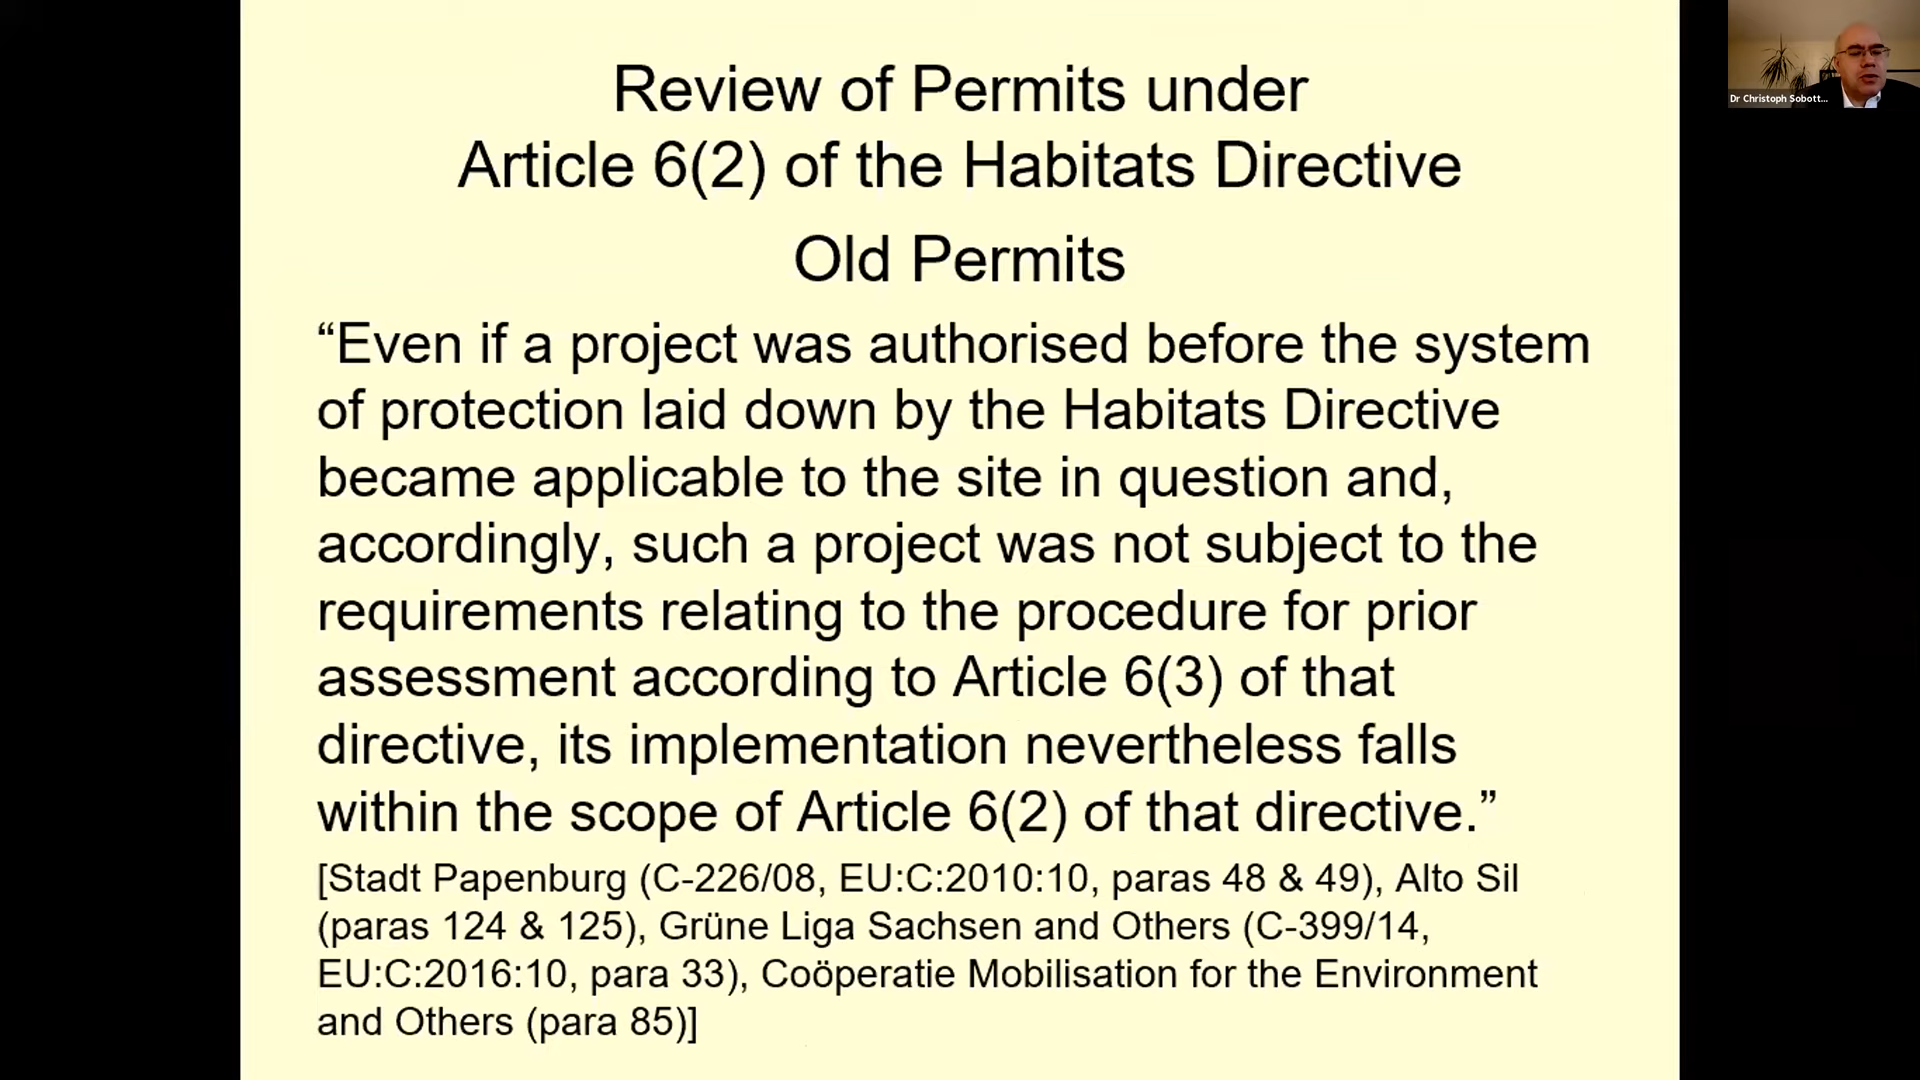 Review of Permits under
Article 6(2) of the Habitats Directive
Old Permits
“Even if a project was authorised before the system
of protection laid down by the Habitats Directive
became applicable to the site in question and,
accordingly, such a project was not subject to the
requirements relating to the procedure for prior
assessment according to Article 6(3) of that
directive, its implementation nevertheless falls
within the scope of Article 6(2) of that directive.”
[Stadt Papenburg (C-226/08, EU:C:2010:10, paras 48 & 49), Alto Sil
(paras 124 & 125), Grüne Liga Sachsen and Others (C-399/14,
EU:C:2016:10, para 33), Coöperatie Mobilisation for the Environment
and Others (para 85)]
Dr Christoph Sobott...